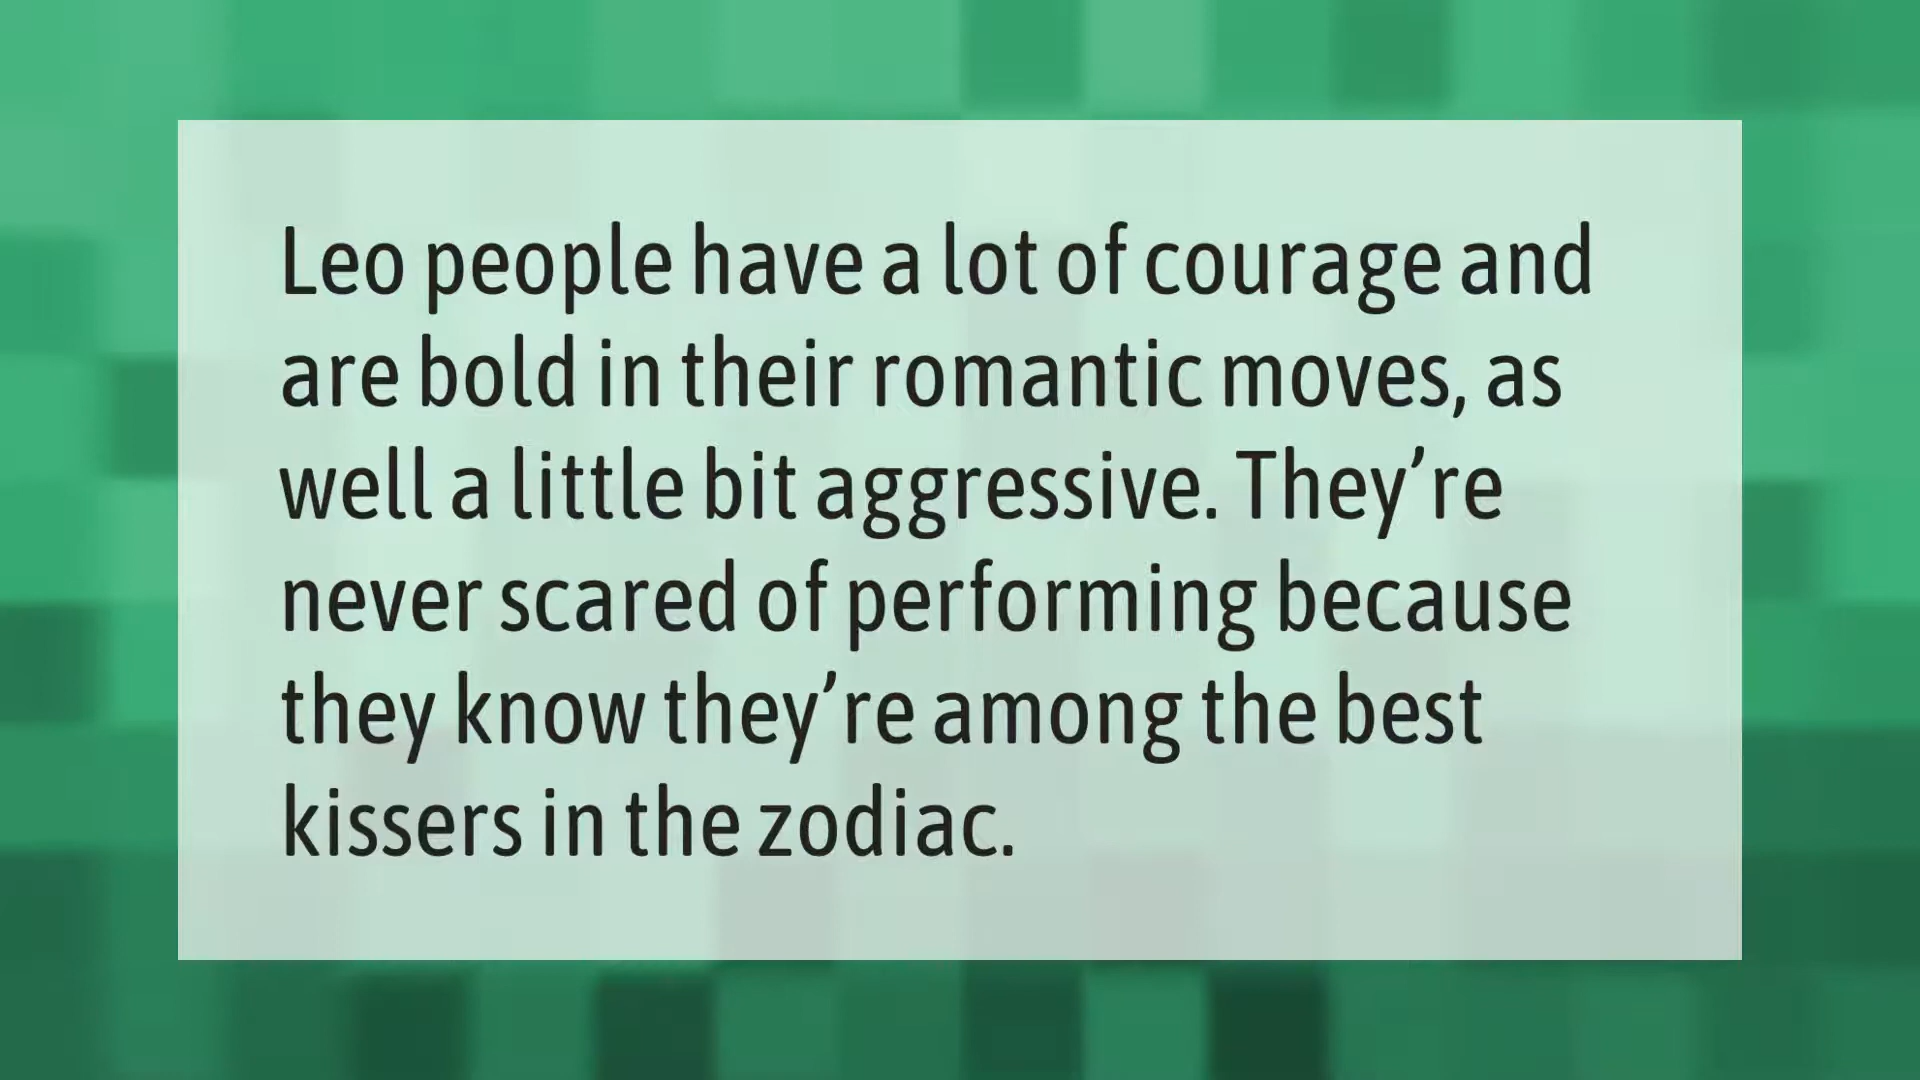 Leo people have a lot of courage and
are bold in their romantic moves, as
well a little bit aggressive. They’re
never scared of performing because
they know they’re among the best
kissers in the zodiac.